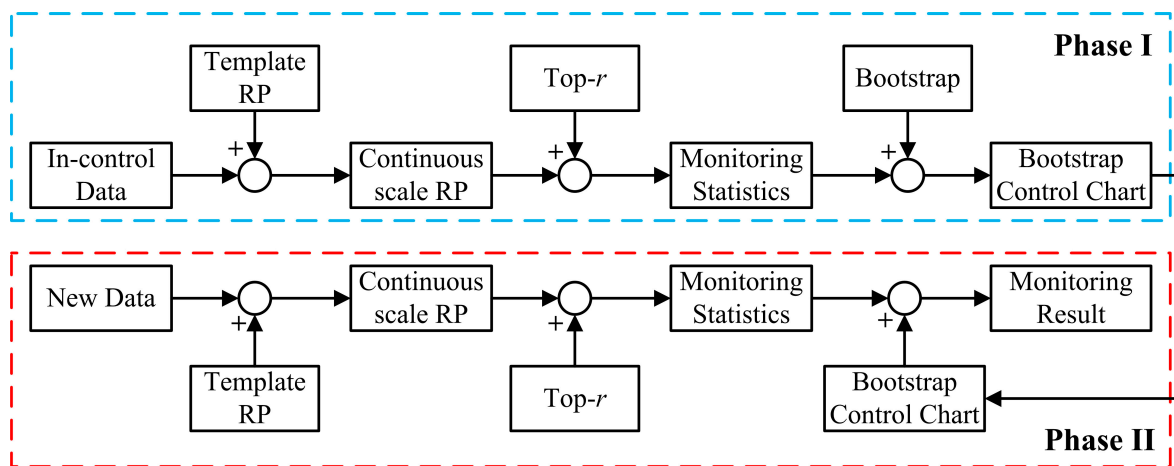 Phase I
Template
RP
Top-r
Bootstrap
+
+
+
In-control
Data
Continuous
scale RP
Monitoring
Statistics
Bootstrap
Control Chart
New Data
Continuous
scale RP
Monitoring
Statistics
Monitoring
Result
+
+
+
Template
RP
Top-r
Bootstrap
Control Chart
Phase II